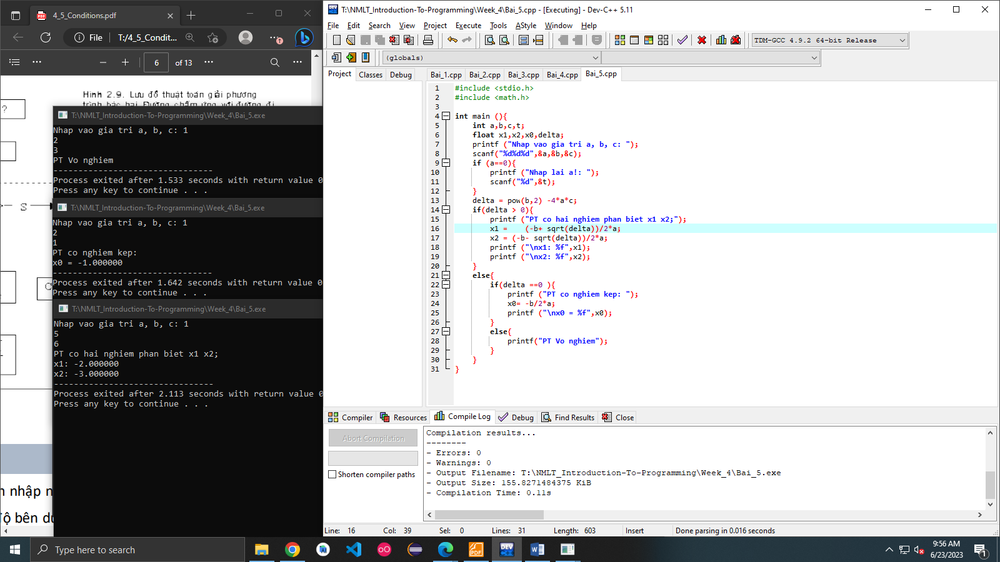 4_5_Conditions.pdf
File
T:/4_5_Condit...
6
of 13
Hình 2.9. Lưu đồ thuật toán giải phương
trình bậc hai. Đường chấm ứng với đường đi
?
S
C
n nhập n
độ bên dư
T:\NMLT_Introduction-To-Programming\Week_4\Bai_5.exe
Nhap vao gia tri a, b, c: 1
2
3
PT Vo nghiem
--------------------------------
Process exited after 1.533 seconds with return value 0
Press any key to continue . . .
T:\NMLT_Introduction-To-Programming\Week_4\Bai_5.exe
Nhap vao gia tri a, b, c: 1
2
1
PT co nghiem kep:
x0 = -1.000000
--------------------------------
Process exited after 1.642 seconds with return value 0
Press any key to continue . . .
T:\NMLT_Introduction-To-Programming\Week_4\Bai_5.exe
Nhap vao gia tri a, b, c: 1
5
6
PT co hai nghiem phan biet x1 x2;
x1: -2.000000
x2: -3.000000
--------------------------------
Process exited after 2.113 seconds with return value 0
Press any key to continue . . .
T:\NMLT_Introduction-To-Programming\Week_4\Bai_5.cpp - [Executing] - Dev-C++ 5.11
File Edit Search View Project Execute Tools AStyle Window Help
TDM-GCC 4.9.2 64-bit Release
(globals)
Project Classes Debug
Bai_1.cpp Bai_2.cpp Bai_3.cpp Bai_4.cpp Bai_5.cpp
1 #include <stdio.h>
2 #include <math.h>
3
4 int main (){
5 int a,b,c,t;
6 float x1,x2,x0,delta;
7 printf ("Nhap vao gia tri a, b, c: ");
8 scanf("%d%d%d",&a,&b,&c);
9 if (a==0){
10 printf ("Nhap lai a!: ");
11 scanf("%d",&t);
12 }
13 delta = pow(b,2) -4*a*c;
14 if(delta > 0){
15 printf ("PT co hai nghiem phan biet x1 x2;");
16 x1 =    (-b+ sqrt(delta))/2*a;
17 x2 = (-b- sqrt(delta))/2*a;
18 printf ("\nx1: %f",x1);
19 printf ("\nx2: %f",x2);
20 }
21 else{
22 if(delta ==0 ){
23 printf ("PT co nghiem kep: ");
24 x0= -b/2*a;
25 printf ("\nx0 = %f",x0);
26 }
27 else{
28 printf("PT Vo nghiem");
29 }
30 }
31 }
Compiler Resources Compile Log Debug Find Results Close
Abort Compilation
Shorten compiler paths
Compilation results...
--------
- Errors: 0
- Warnings: 0
- Output Filename: T:\NMLT_Introduction-To-Programming\Week_4\Bai_5.exe
- Output Size: 155.8271484375 KiB
- Compilation Time: 0.11s
Line: 16 Col: 39 Sel: 0 Lines: 31 Length: 603 Insert Done parsing in 0.016 seconds
Type here to search
PDF
DEV
9:56 AM
6/23/2023
1